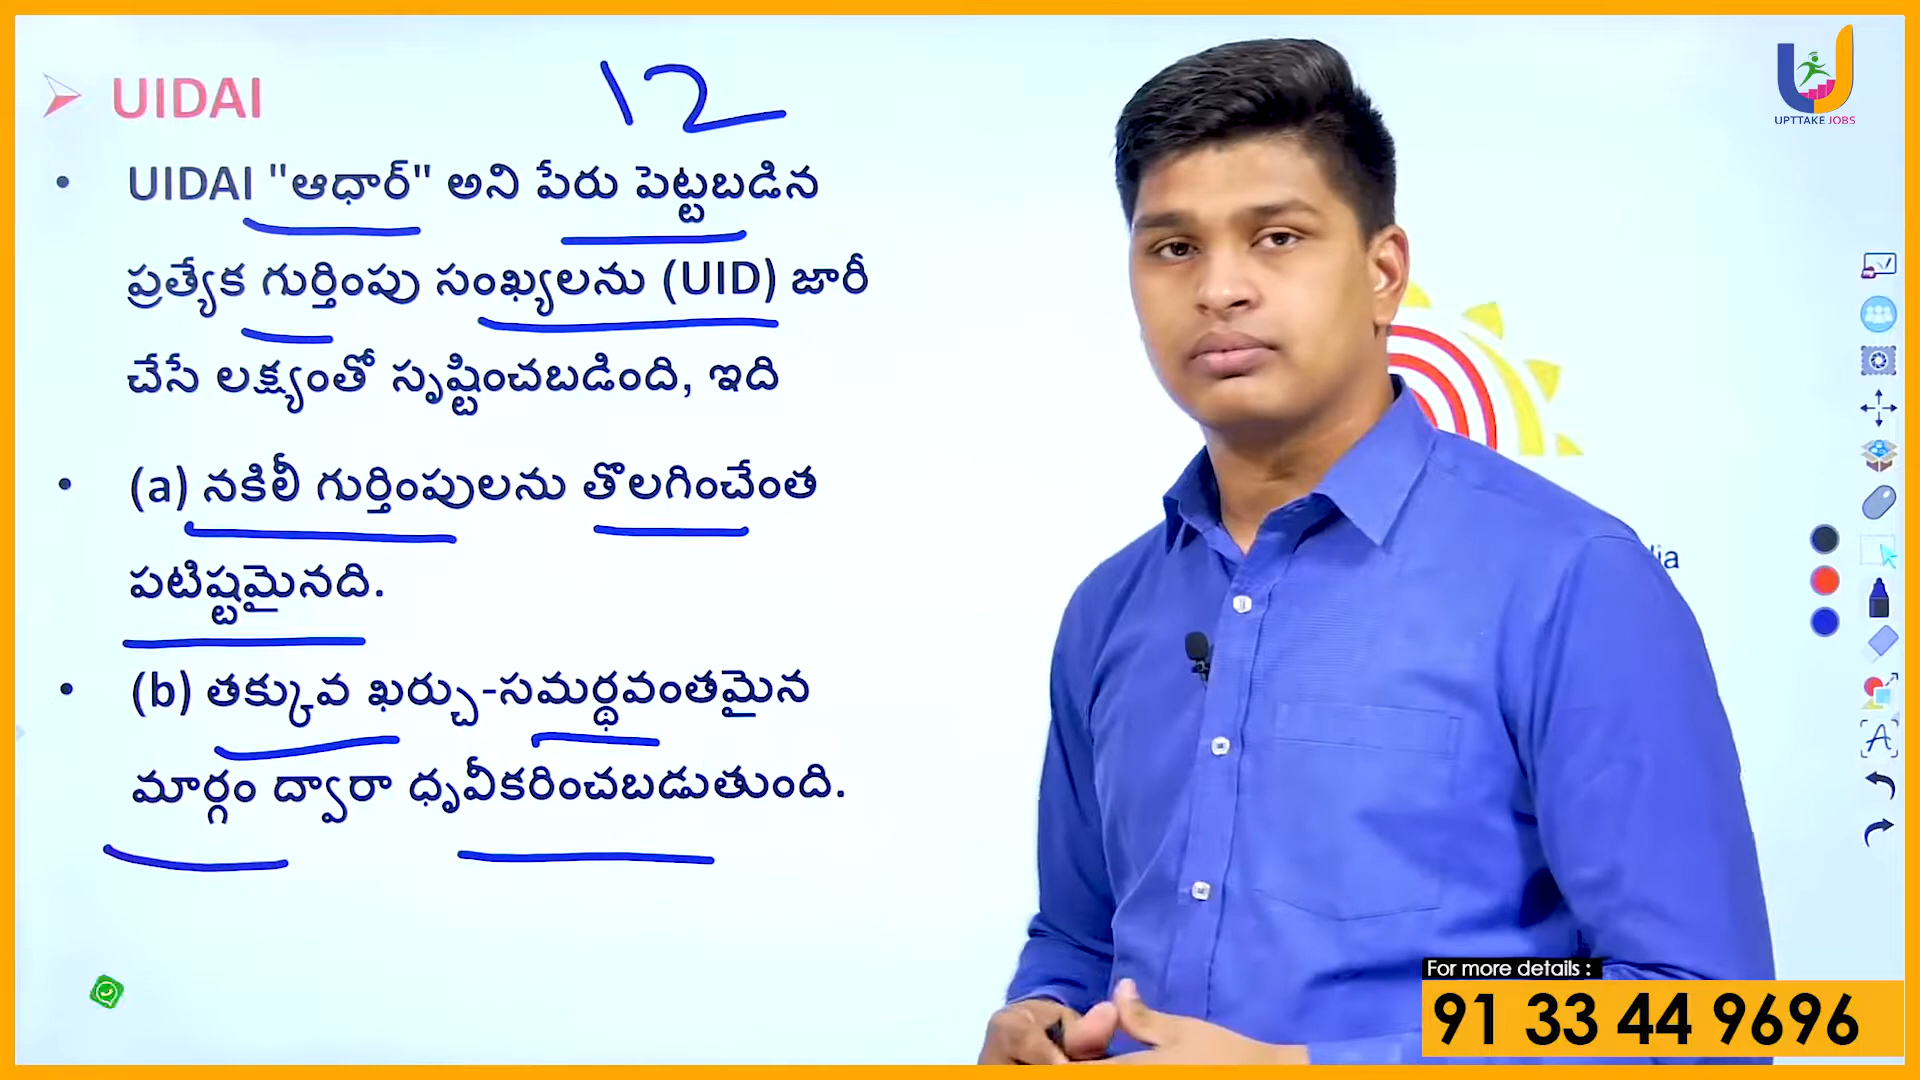 UIDAI
12
UPTTAKE JOBS
• UIDAI "ఆధార్" అని పేరు పెట్టబడిన
ప్రత్యేక గుర్తింపు సంఖ్యలను (UID) జారీ
చేసే లక్ష్యంతో సృష్టించబడింది, ఇది
• (a) నకిలీ గుర్తింపులను తొలగించేంత
పటిష్టమైనది.
• (b) తక్కువ ఖర్చు-సమర్థవంతమైన
మార్గం ద్వారా ధృవీకరించబడుతుంది.
For more details :
91 33 44 9696